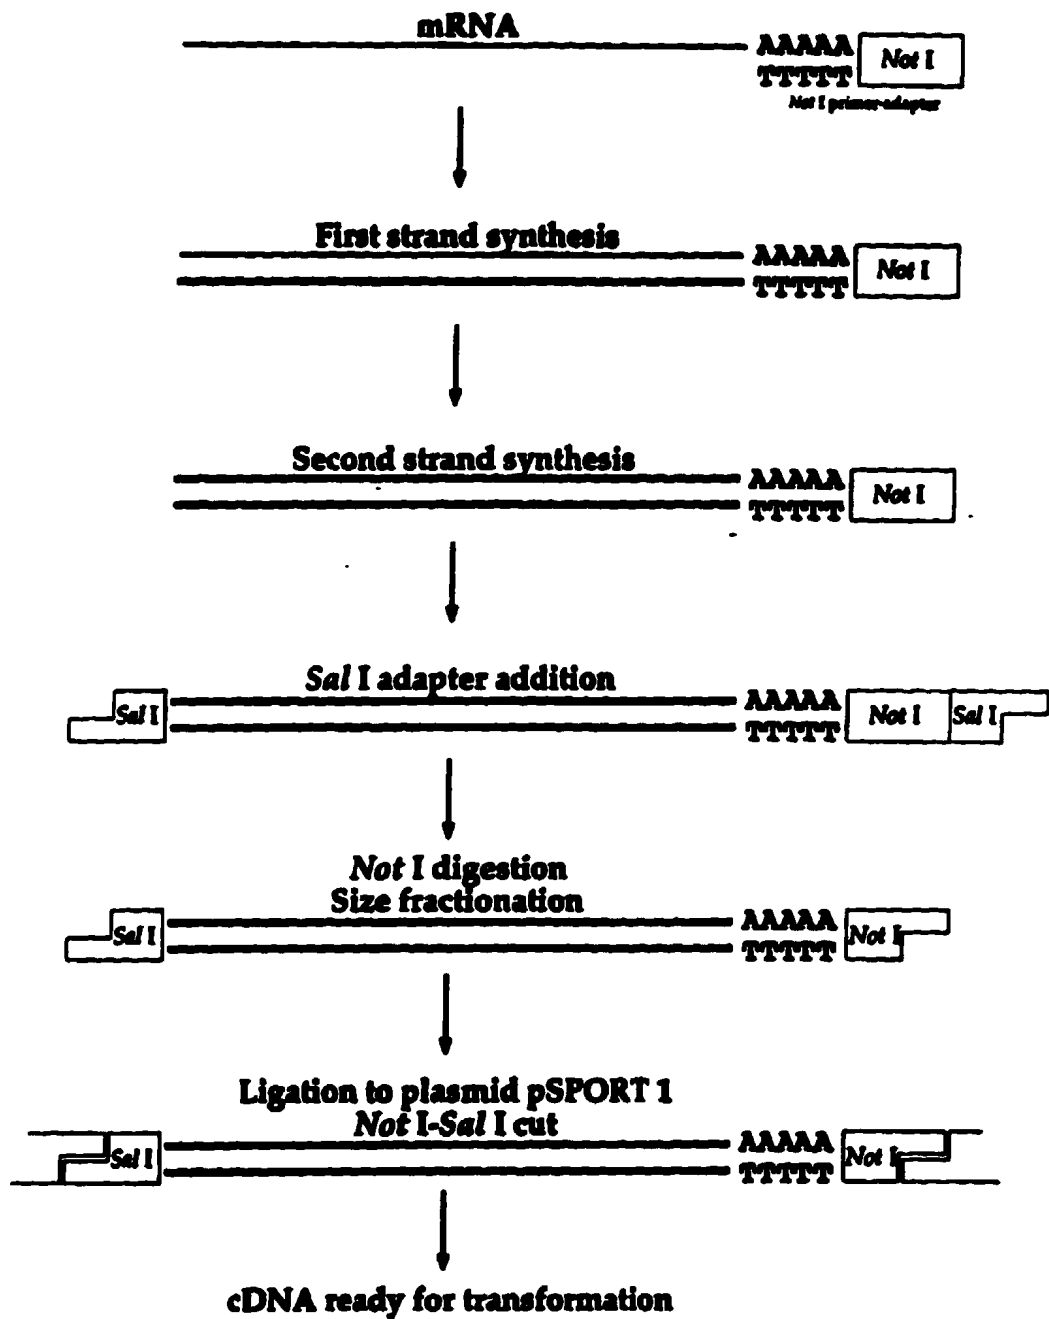 mRNA
AAAAA
Not I
TTTTT
Not I primer-adapter
First strand synthesis
AAAAA
Not I
TTTTT
Second strand synthesis
AAAAA
Not I
TTTTT
Sal I adapter addition
Sal I
AAAAA
TTTTT
Not I
Sal I
Not I digestion
Size fractionation
Sal I
AAAAA
TTTTT
Not I
Ligation to plasmid pSPORT 1
Not I-Sal I cut
Sal I
AAAAA
TTTTT
Not I
cDNA ready for transformation